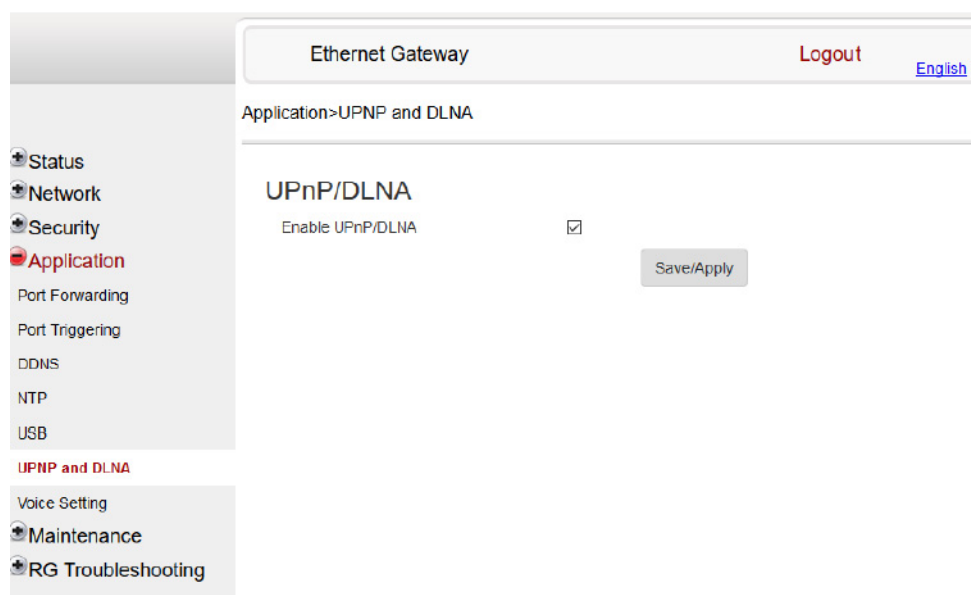 Ethernet Gateway
Logout
English
Application>UPNP and DLNA
Status
Network
Security
Application
Port Forwarding
Port Triggering
DDNS
NTP
USB
UPNP and DLNA
Voice Setting
Maintenance
RG Troubleshooting
UPnP/DLNA
Enable UPnP/DLNA
Save/Apply